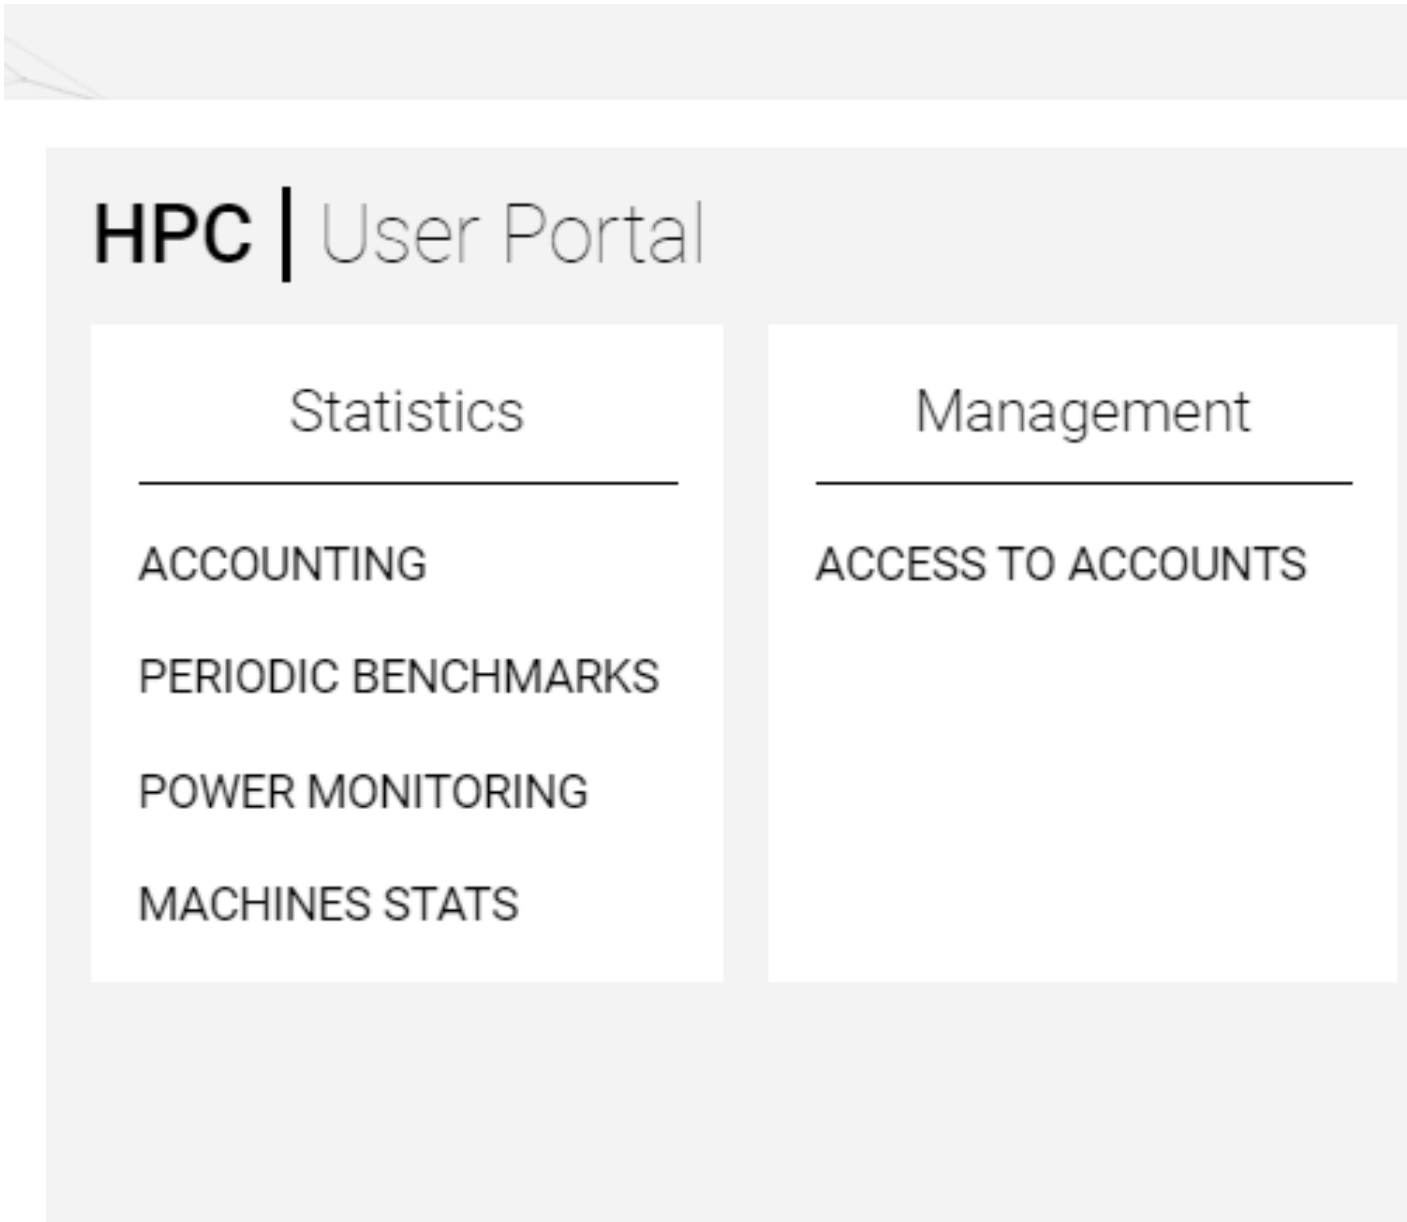 HPC | User Portal
Statistics
ACCOUNTING
PERIODIC BENCHMARKS
POWER MONITORING
MACHINES STATS
Management
ACCESS TO ACCOUNTS